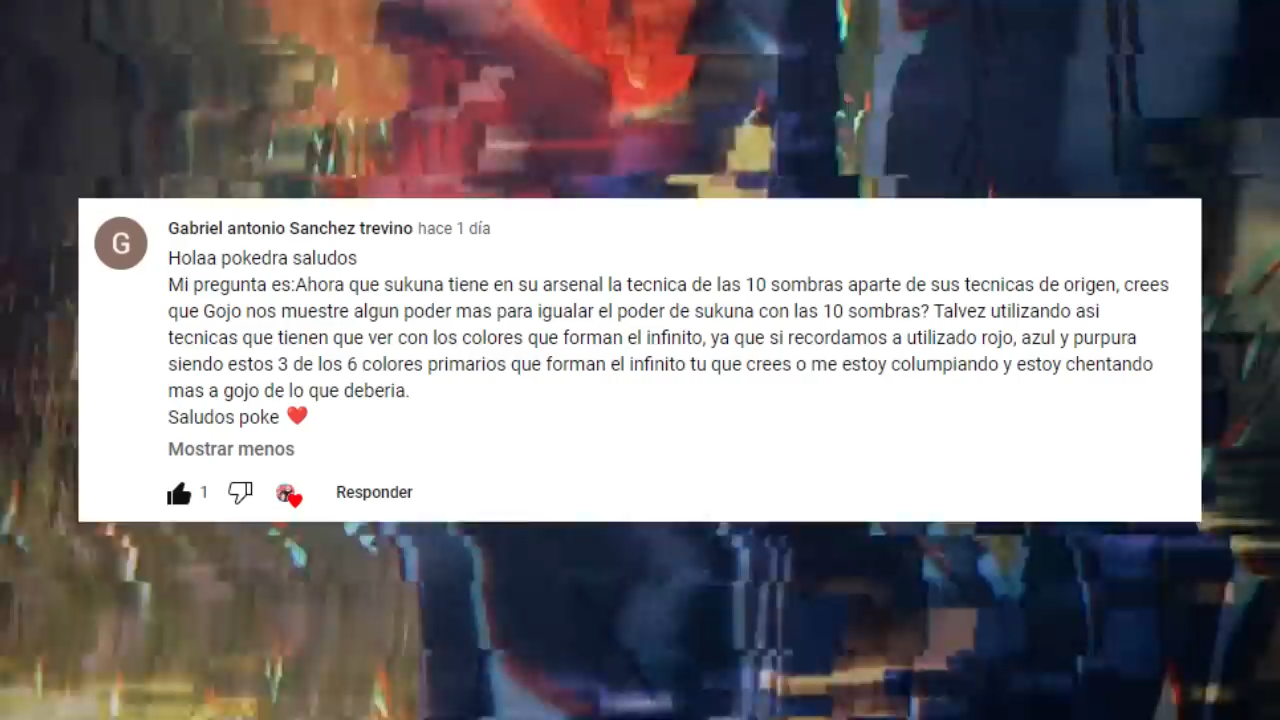 G
Gabriel antonio Sanchez trevino hace 1 día
Holaa pokedra saludos
Mi pregunta es:Ahora que sukuna tiene en su arsenal la tecnica de las 10 sombras aparte de sus tecnicas de origen, crees
que Gojo nos muestre algun poder mas para igualar el poder de sukuna con las 10 sombras? Talvez utilizando asi
tecnicas que tienen que ver con los colores que forman el infinito, ya que si recordamos a utilizado rojo, azul y purpura
siendo estos 3 de los 6 colores primarios que forman el infinito tu que crees o me estoy columpiando y estoy chentando
mas a gojo de lo que deberia.
Saludos poke ❤️
Mostrar menos
1 Responder